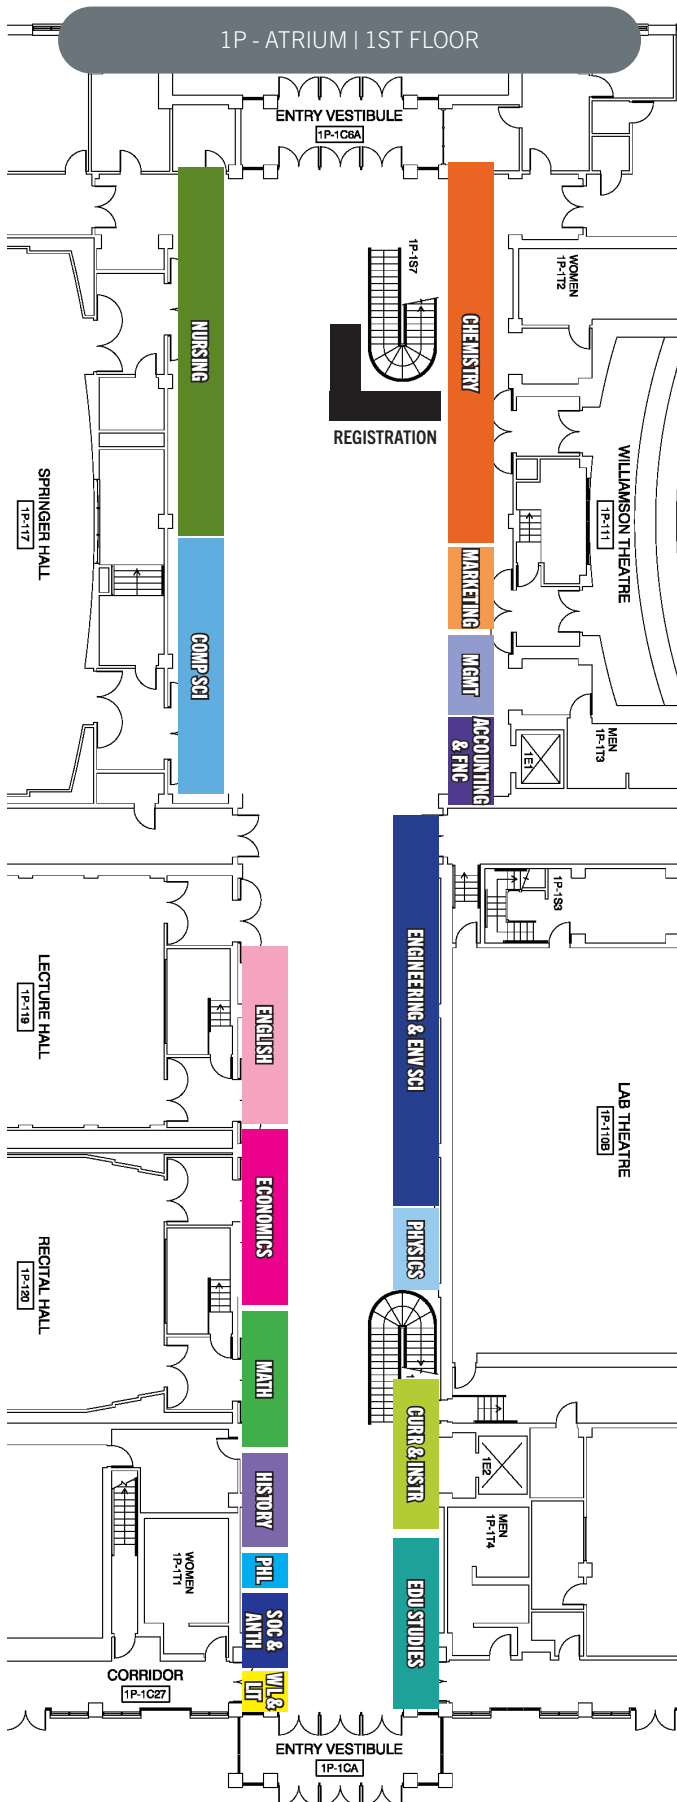 1P - ATRIUM | 1ST FLOOR
ENTRY VESTIBULE
1P-1C6A
1P-1S7
WOMEN
1P-1T2
NURSING
CHEMISTRY
REGISTRATION
SPRINGER HALL
1P-117
WILLIAMSON THEATRE
1P-111
MARKETING
COMP SCI
MGMT
ACCOUNTING
& FNC
1E1
MEN
1P-1T3
1P-1S3
ENGINEERING & ENV SCI
LECTURE HALL
1P-119
ENGLISH
LAB THEATRE
1P-110B
ECONOMICS
PHYSICS
RECITAL HALL
1P-120
MATH
CURR & INSTR
1E2
HISTORY
MEN
1P-1T4
WOMEN
1P-1T1
PHL
EDU STUDIES
SOC &
ANTH
WL&
LIT
CORRIDOR
1P-1C27
ENTRY VESTIBULE
1P-1CA